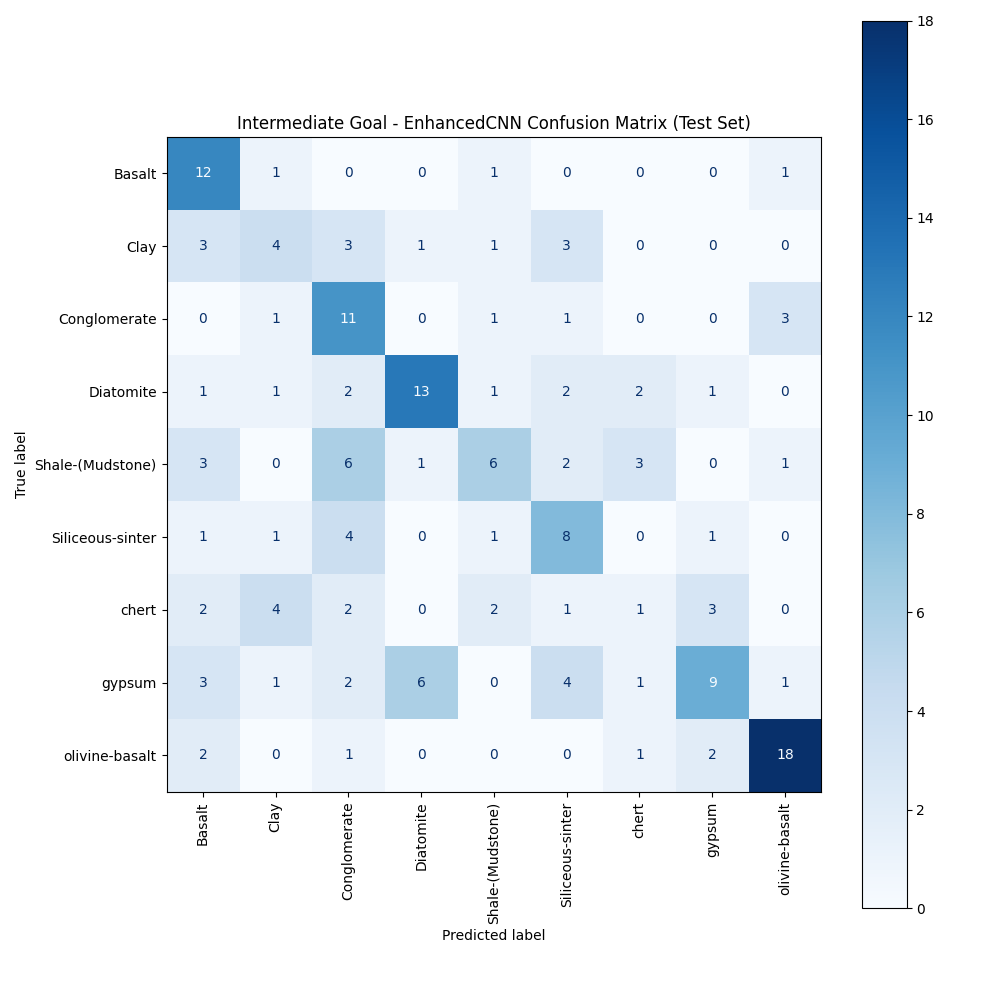 Intermediate Goal - EnhancedCNN Confusion Matrix (Test Set)
True label
Basalt 12 1 0 0 1 0 0 0 1
Clay 3 4 3 1 1 3 0 0 0
Conglomerate 0 1 11 0 1 1 0 0 3
Diatomite 1 1 2 13 1 2 2 1 0
Shale-(Mudstone) 3 0 6 1 6 2 3 0 1
Siliceous-sinter 1 1 4 0 1 8 0 1 0
chert 2 4 2 0 2 1 1 3 0
gypsum 3 1 2 6 0 4 1 9 1
olivine-basalt 2 0 1 0 0 0 1 2 18
Basalt
Clay
Conglomerate
Diatomite
Shale-(Mudstone)
Siliceous-sinter
chert
gypsum
olivine-basalt
Predicted label
18
16
14
12
10
8
6
4
2
0